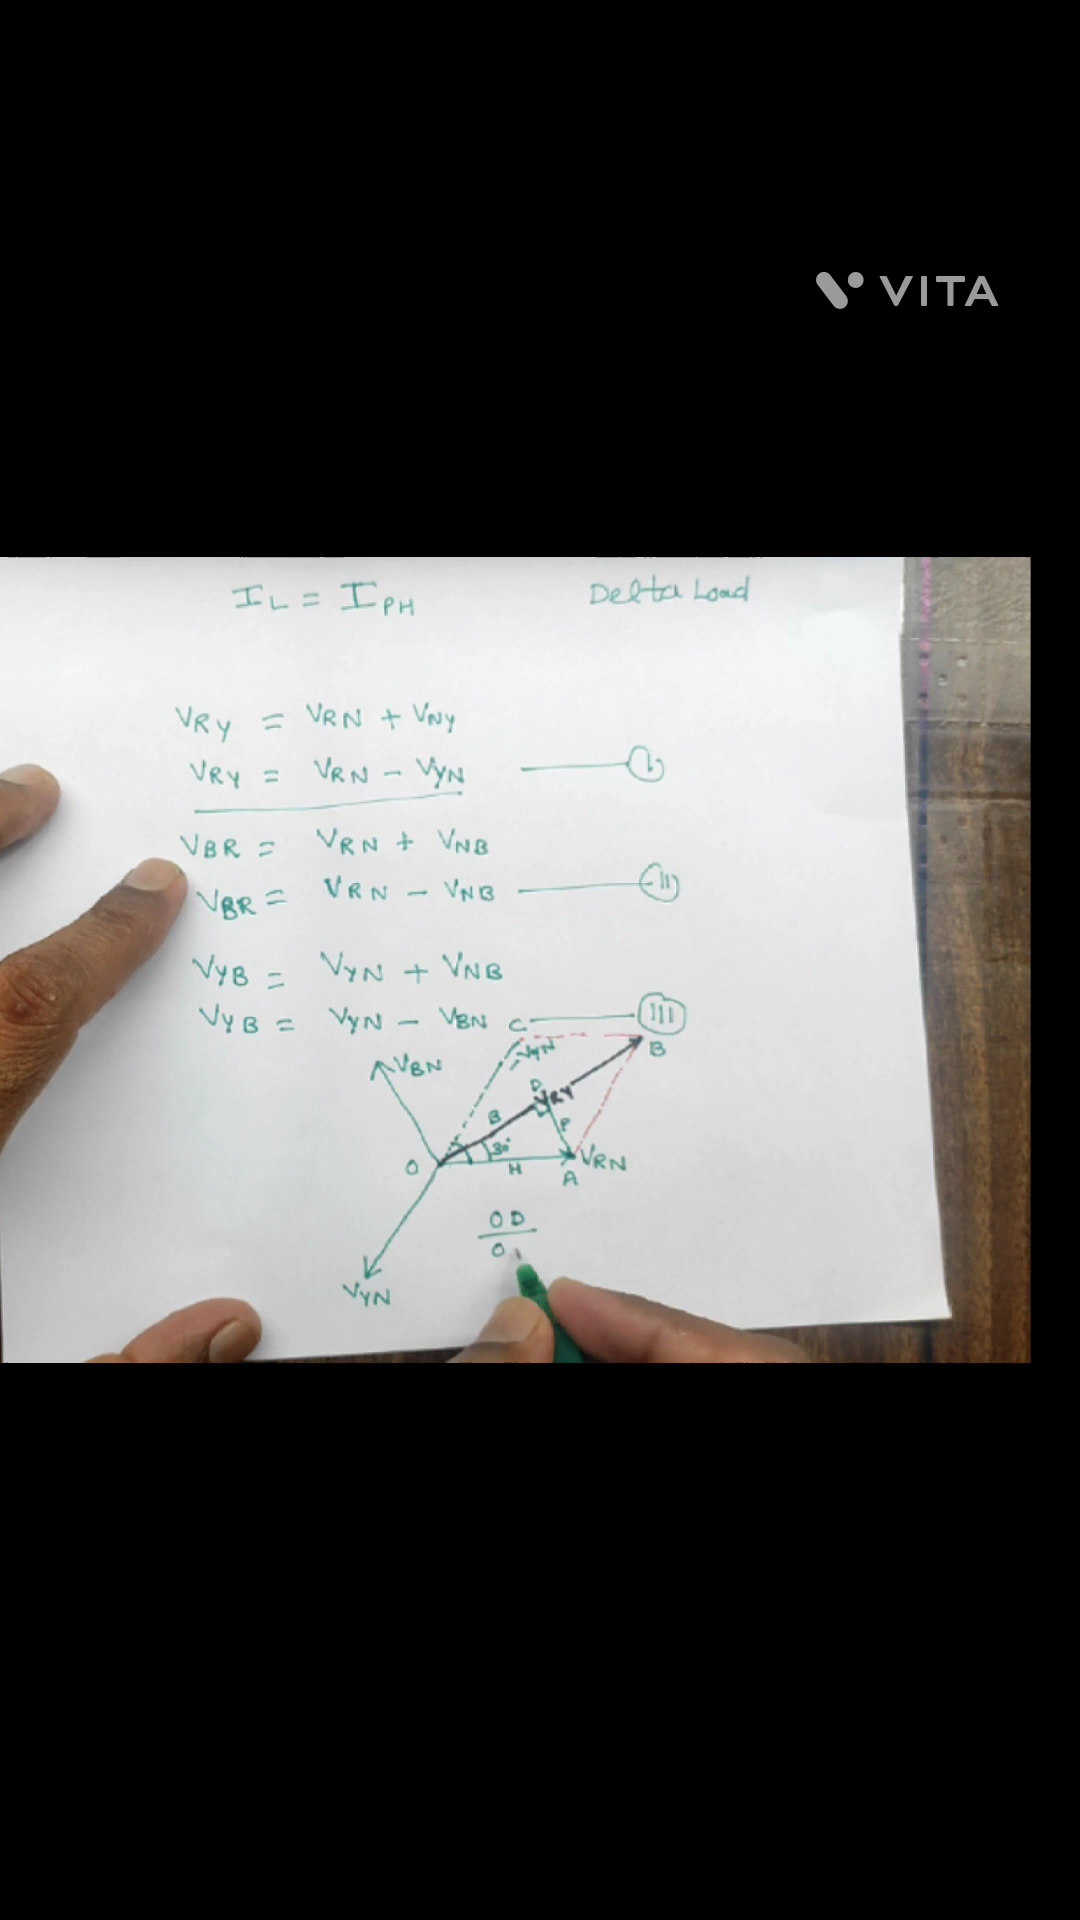 VITA
IL = IPH
Delta Load
VRY = VRN + VNY
VRY = VRN - VYN I
VBR = VRN + VNB
VBR = VRN - VNB II
VYB = VYN + VNB
VYB = VYN - VBN III
C
-VYN
B
VBN
D
VRY
B
P
30°
O
H
VRN
A
OD
O
VYN